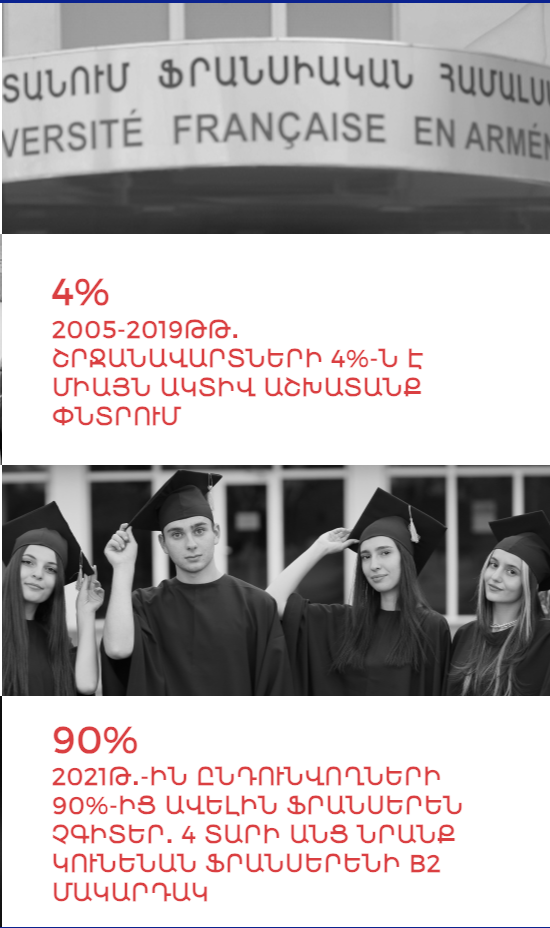 ՍՏԱՆՈՒՄ ՖՐԱՆՍԻԱԿԱՆ ՀԱՄԱԼՍ
VERSITÉ FRANÇAISE EN ARMÉN
4%
2005-2019ԹԹ.
ՇՐՋԱՆԱՎԱՐՏՆԵՐԻ 4%-Ն Է
ՄԻԱՅՆ ԱԿՏԻՎ ԱՇԽԱՏԱՆՔ
ՓՆՏՐՈՒՄ
90%
2021Թ.-ԻՆ ԸՆԴՈՒՆՎՈՂՆԵՐԻ
90%-ԻՑ ԱՎԵԼԻՆ ՖՐԱՆՍԵՐԵՆ
ՉԳԻՏԵՐ. 4 ՏԱՐԻ ԱՆՑ ՆՐԱՆՔ
ԿՈՒՆԵՆԱՆ ՖՐԱՆՍԵՐԵՆԻ B2
ՄԱԿԱՐԴԱԿ